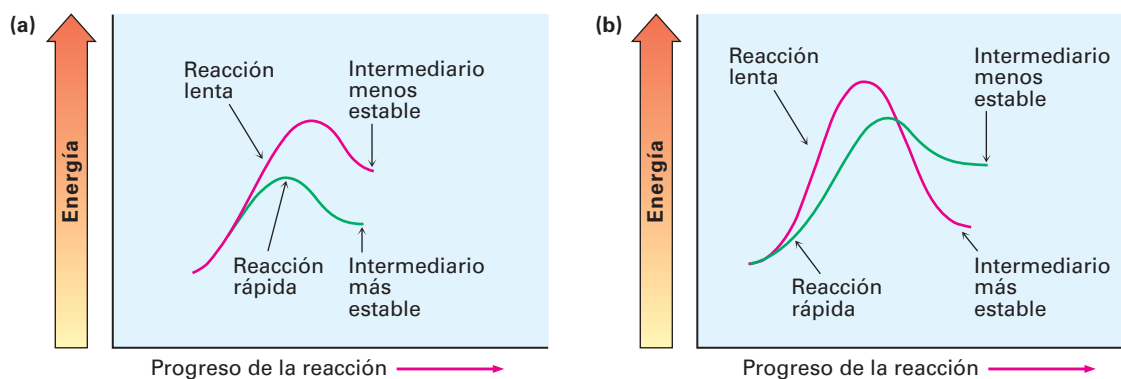 (a)
Energía
Reacción
lenta
Intermediario
menos
estable
Reacción
rápida
Intermediario
más
estable
Progreso de la reacción
(b)
Energía
Reacción
lenta
Intermediario
menos
estable
Reacción
rápida
Intermediario
más
estable
Progreso de la reacción